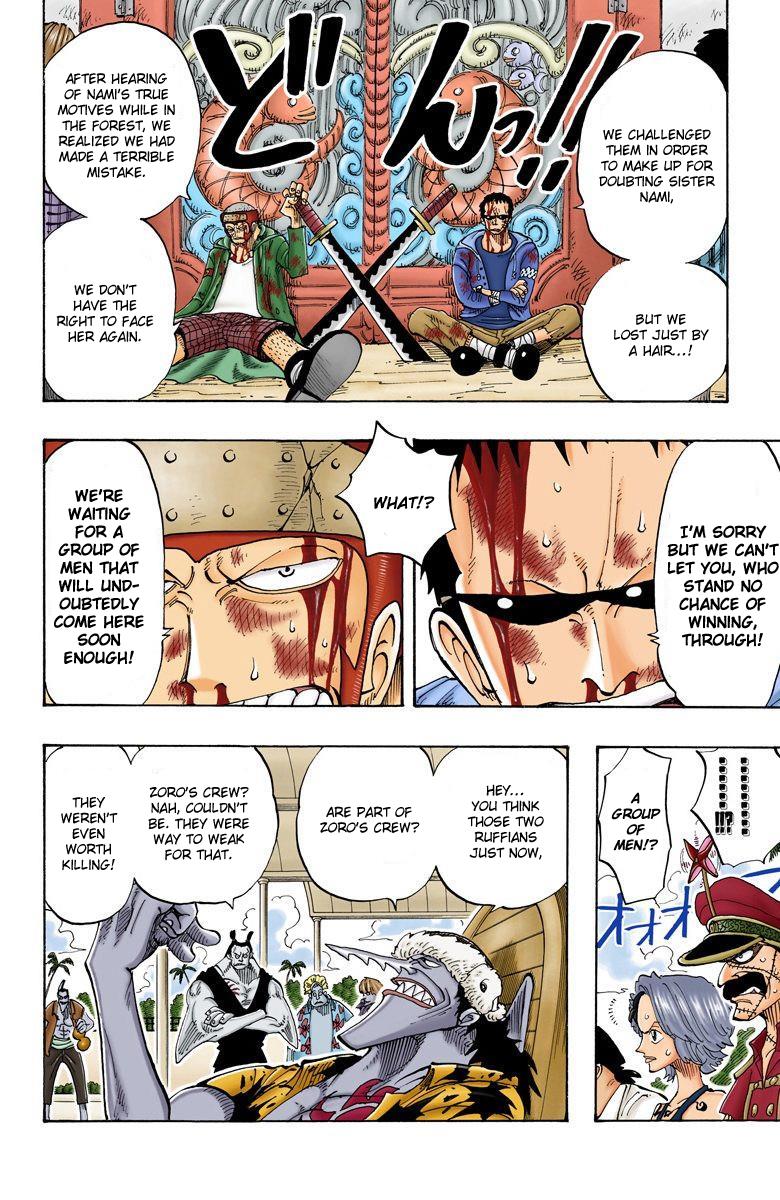 ど
んっ!!
WE CHALLENGED
THEM IN ORDER
TO MAKE UP FOR
DOUBTING SISTER
NAMI,
BUT WE
LOST JUST BY
A HAIR...!
AFTER HEARING
OF NAMI'S TRUE
MOTIVES WHILE IN
THE FOREST, WE
REALIZED WE HAD
MADE A TERRIBLE
MISTAKE.
WE DON'T
HAVE THE
RIGHT TO FACE
HER AGAIN.
I'M SORRY
BUT WE CAN'T
LET YOU, WHO
STAND NO
CHANCE OF
WINNING,
THROUGH!
WHAT!?
WE'RE
WAITING
FOR A
GROUP OF
MEN THAT
WILL UND-
OUBTEDLY
COME HERE
SOON
ENOUGH!
!!?
A
GROUP
OF
MEN!?
オオオ
HEY...
YOU THINK
THOSE TWO
RUFFIANS
JUST NOW,
ARE PART OF
ZORO'S CREW?
ZORO'S CREW?
NAH, COULDN'T
BE. THEY WERE
WAY TO WEAK
FOR THAT.
THEY
WEREN'T
EVEN
WORTH
KILLING!